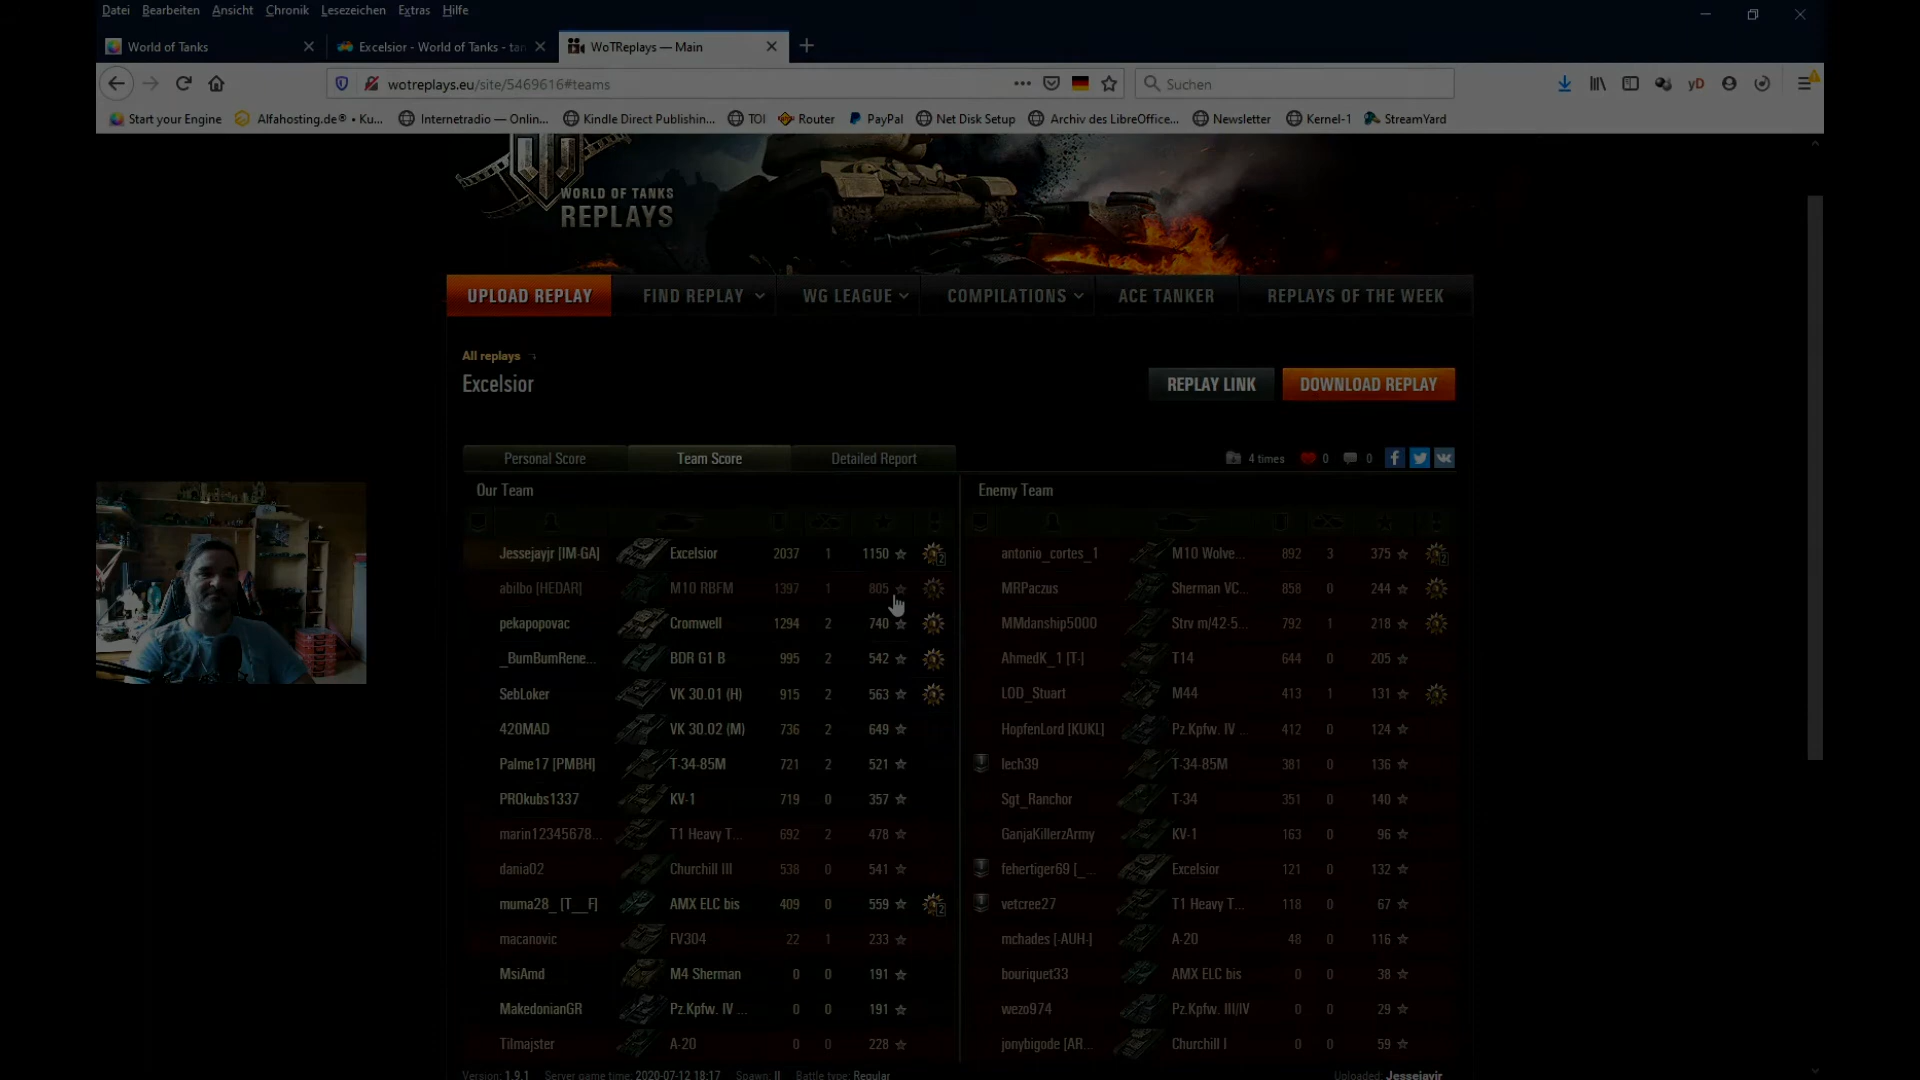 Datei Bearbeiten Ansicht Chronik Lesezeichen Extras Hilfe
World of Tanks
Excelsior - World of Tanks - tan
WoTReplays — Main
wotreplays.eu/site/5469616#teams
Suchen
Start your Engine Alfahosting.de® • Ku... Internetradio — Onlin... Kindle Direct Publishin... TOI Router PayPal Net Disk Setup Archiv des LibreOffice... Newsletter Kernel-1 StreamYard
WORLD OF TANKS
REPLAYS
UPLOAD REPLAY FIND REPLAY WG LEAGUE COMPILATIONS ACE TANKER REPLAYS OF THE WEEK
All replays
Excelsior
REPLAY LINK DOWNLOAD REPLAY
Personal Score Team Score Detailed Report 4 times 0 0
Our Team Enemy Team
Jessejayjr [IM-GA] Excelsior 2037 1 1150 antonio_cortes_1 M10 Wolve... 892 3 375
abilbo [HEDAR] M10 RBFM 1397 1 805 MRPaczus Sherman VC... 858 0 244
pekapopovac Cromwell 1294 2 740 MMdanship5000 Strv m/42-5... 792 1 218
_BumBumRene... BDR G1 B 995 2 542 AhmedK_1 [T-] T14 644 0 205
SebLoker VK 30.01 (H) 915 2 563 LOD_Stuart M44 413 1 131
420MAD VK 30.02 (M) 736 2 649 HopfenLord [KUKL] Pz.Kpfw. IV ... 412 0 124
Palme17 [PMBH] T-34-85M 721 2 521 lech39 T-34-85M 381 0 136
PROkubs1337 KV-1 719 0 357 Sgt_Ranchor T-34 351 0 140
marin12345678... T1 Heavy T... 692 2 478 GanjaKillerzArmy KV-1 163 0 96
dania02 Churchill III 538 0 541 fehertiger69 [_... Excelsior 121 0 132
muma28_ [T__F] AMX ELC bis 409 0 559 vetcree27 T1 Heavy T... 118 0 67
macanovic FV304 22 1 233 mchades [-AUH-] A-20 48 0 116
MsiAmd M4 Sherman 0 0 191 bouriquet33 AMX ELC bis 0 0 38
MakedonianGR Pz.Kpfw. IV ... 0 0 191 wezo974 Pz.Kpfw. III/IV 0 0 29
Tilmajster A-20 0 0 228 jonybigode [AR... Churchill I 0 0 59
Version: 1.9.1 Server game time: 2020-07-12 18:17 Spawn: II Battle type: Regular Uploaded: Jessejayjr